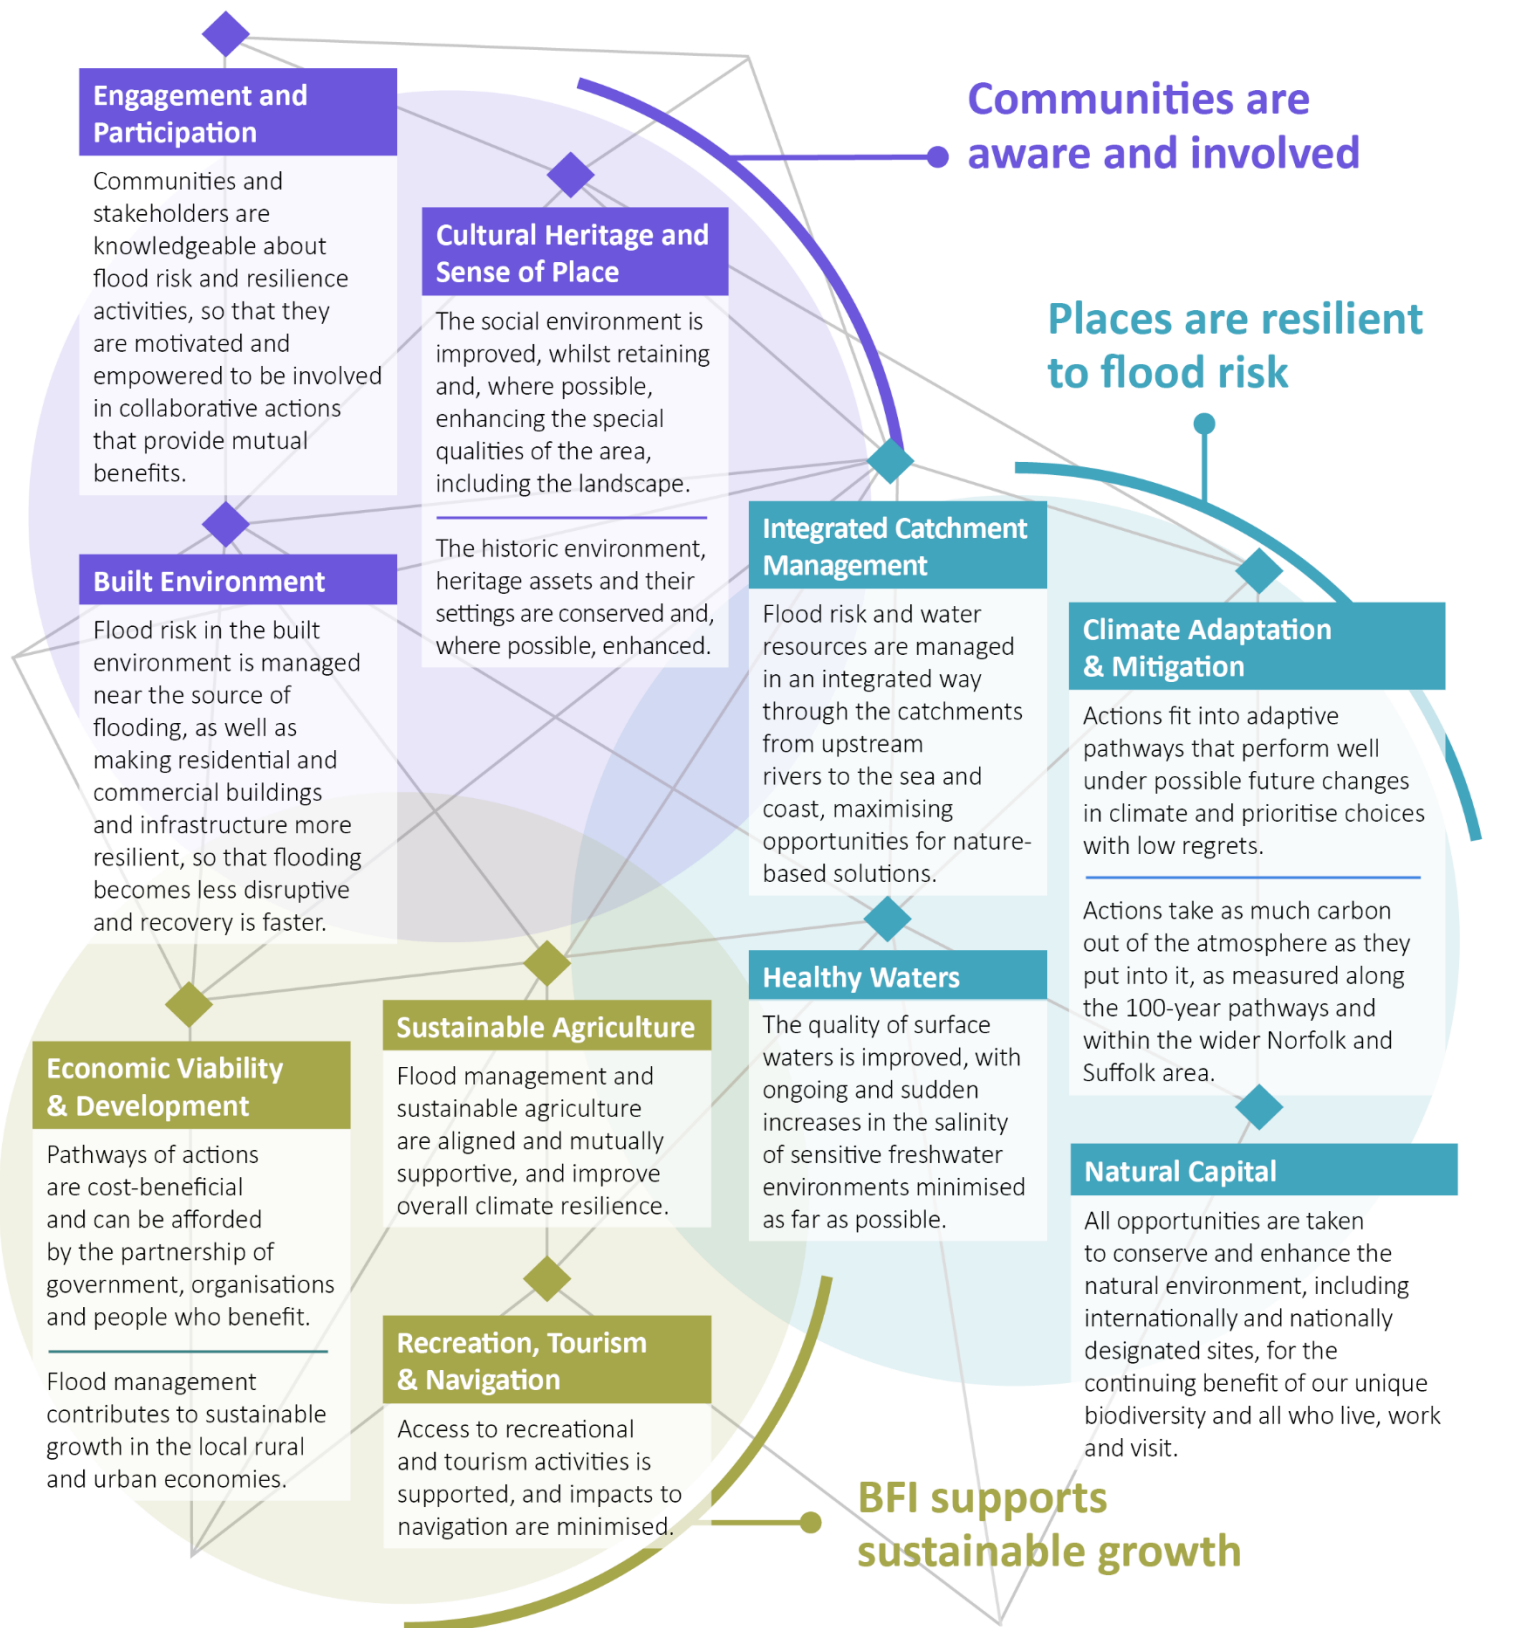 Communities are
aware and involved
Engagement and
Participation
Communities and
stakeholders are
knowledgeable about
flood risk and resilience
activities, so that they
are motivated and
empowered to be involved
in collaborative actions
that provide mutual
benefits.
Cultural Heritage and
Sense of Place
The social environment is
improved, whilst retaining
and, where possible,
enhancing the special
qualities of the area,
including the landscape.
The historic environment,
heritage assets and their
settings are conserved and,
where possible, enhanced.
Built Environment
Flood risk in the built
environment is managed
near the source of
flooding, as well as
making residential and
commercial buildings
and infrastructure more
resilient, so that flooding
becomes less disruptive
and recovery is faster.
Places are resilient
to flood risk
Integrated Catchment
Management
Flood risk and water
resources are managed
in an integrated way
through the catchments
from upstream
rivers to the sea and
coast, maximising
opportunities for nature-
based solutions.
Climate Adaptation
& Mitigation
Actions fit into adaptive
pathways that perform well
under possible future changes
in climate and prioritise choices
with low regrets.
Actions take as much carbon
out of the atmosphere as they
put into it, as measured along
the 100-year pathways and
within the wider Norfolk and
Suffolk area.
Healthy Waters
The quality of surface
waters is improved, with
ongoing and sudden
increases in the salinity
of sensitive freshwater
environments minimised
as far as possible.
Natural Capital
All opportunities are taken
to conserve and enhance the
natural environment, including
internationally and nationally
designated sites, for the
continuing benefit of our unique
biodiversity and all who live, work
and visit.
Economic Viability
& Development
Pathways of actions
are cost-beneficial
and can be afforded
by the partnership of
government, organisations
and people who benefit.
Flood management
contributes to sustainable
growth in the local rural
and urban economies.
Sustainable Agriculture
Flood management and
sustainable agriculture
are aligned and mutually
supportive, and improve
overall climate resilience.
Recreation, Tourism
& Navigation
Access to recreational
and tourism activities is
supported, and impacts to
navigation are minimised.
BFI supports
sustainable growth